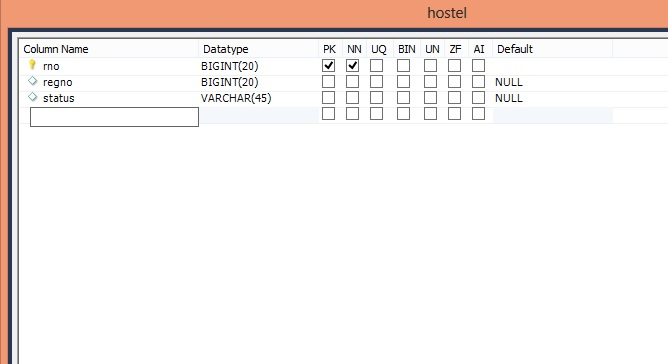 hostel
Column Name Datatype PK NN UQ BIN UN ZF AI Default
rno BIGINT(20)
regno BIGINT(20) NULL
status VARCHAR(45) NULL